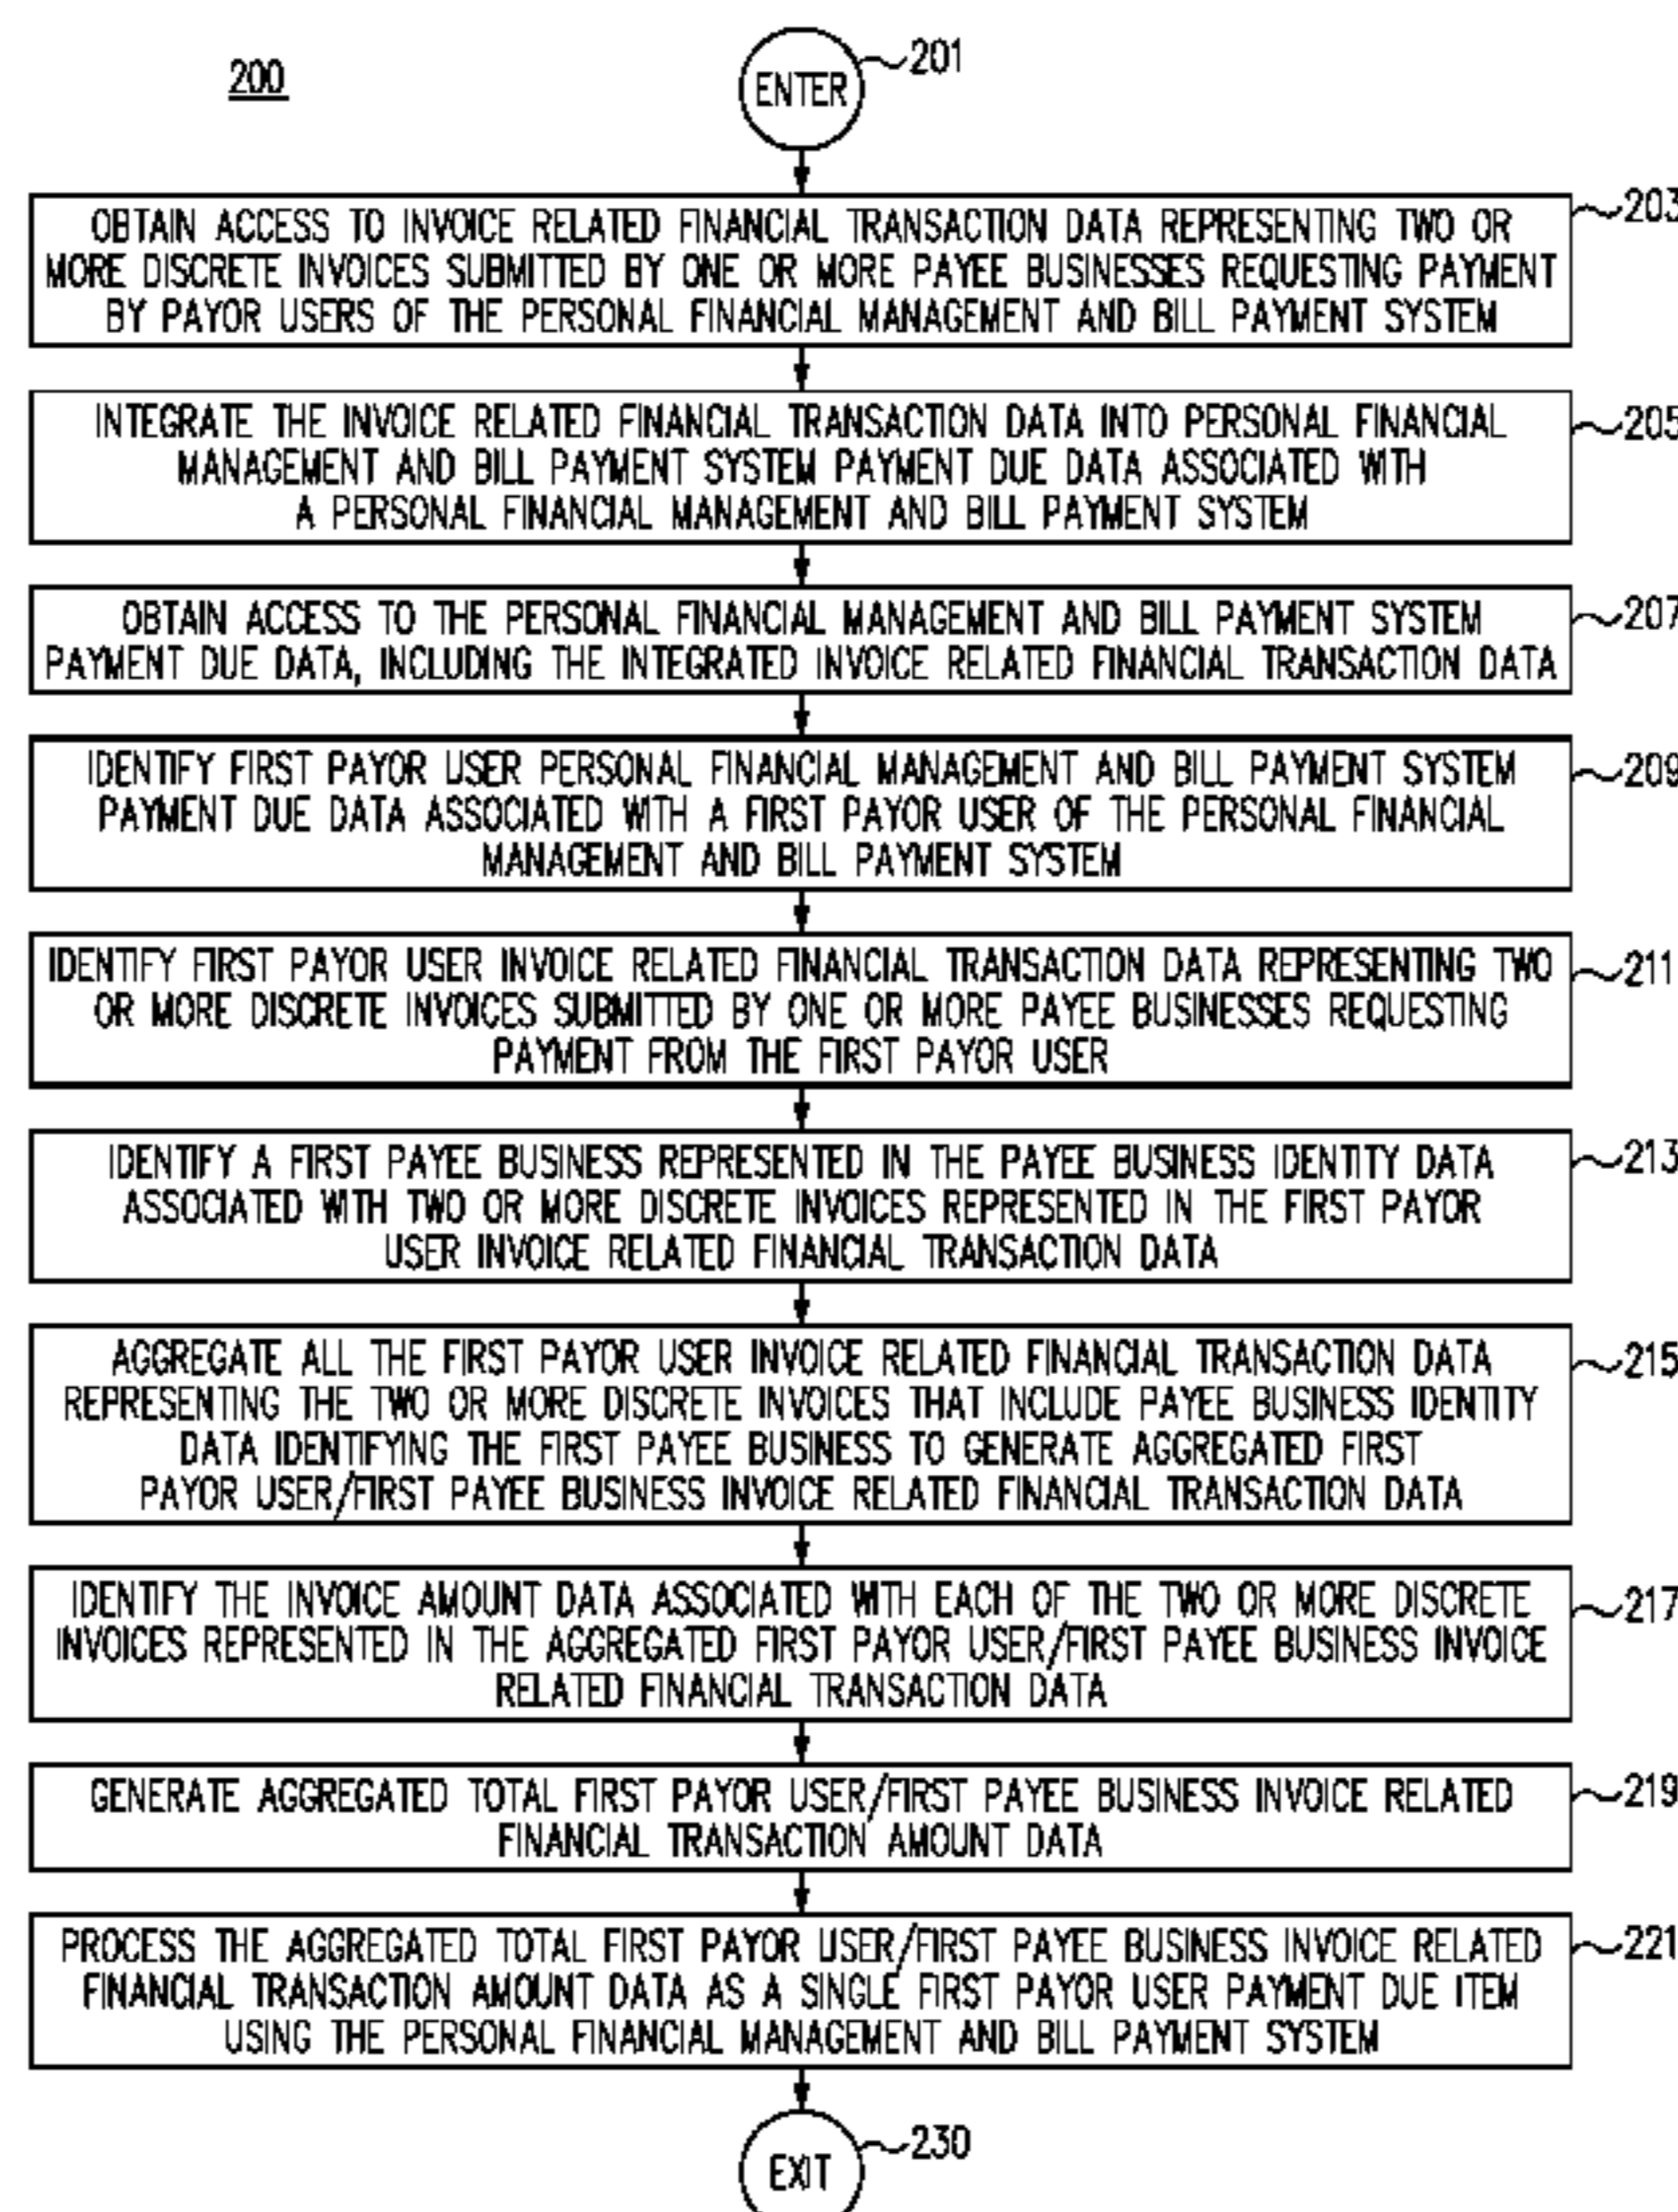 200
ENTER
201
OBTAIN ACCESS TO INVOICE RELATED FINANCIAL TRANSACTION DATA REPRESENTING TWO OR
MORE DISCRETE INVOICES SUBMITTED BY ONE OR MORE PAYEE BUSINESSES REQUESTING PAYMENT
BY PAYOR USERS OF THE PERSONAL FINANCIAL MANAGEMENT AND BILL PAYMENT SYSTEM
203
INTEGRATE THE INVOICE RELATED FINANCIAL TRANSACTION DATA INTO PERSONAL FINANCIAL
MANAGEMENT AND BILL PAYMENT SYSTEM PAYMENT DUE DATA ASSOCIATED WITH
A PERSONAL FINANCIAL MANAGEMENT AND BILL PAYMENT SYSTEM
205
OBTAIN ACCESS TO THE PERSONAL FINANCIAL MANAGEMENT AND BILL PAYMENT SYSTEM
PAYMENT DUE DATA, INCLUDING THE INTEGRATED INVOICE RELATED FINANCIAL TRANSACTION DATA
207
IDENTIFY FIRST PAYOR USER PERSONAL FINANCIAL MANAGEMENT AND BILL PAYMENT SYSTEM
PAYMENT DUE DATA ASSOCIATED WITH A FIRST PAYOR USER OF THE PERSONAL FINANCIAL
MANAGEMENT AND BILL PAYMENT SYSTEM
209
IDENTIFY FIRST PAYOR USER INVOICE RELATED FINANCIAL TRANSACTION DATA REPRESENTING TWO
OR MORE DISCRETE INVOICES SUBMITTED BY ONE OR MORE PAYEE BUSINESSES REQUESTING
PAYMENT FROM THE FIRST PAYOR USER
211
IDENTIFY A FIRST PAYEE BUSINESS REPRESENTED IN THE PAYEE BUSINESS IDENTITY DATA
ASSOCIATED WITH TWO OR MORE DISCRETE INVOICES REPRESENTED IN THE FIRST PAYOR
USER INVOICE RELATED FINANCIAL TRANSACTION DATA
213
AGGREGATE ALL THE FIRST PAYOR USER INVOICE RELATED FINANCIAL TRANSACTION DATA
REPRESENTING THE TWO OR MORE DISCRETE INVOICES THAT INCLUDE PAYEE BUSINESS IDENTITY
DATA IDENTIFYING THE FIRST PAYEE BUSINESS TO GENERATE AGGREGATED FIRST
PAYOR USER/FIRST PAYEE BUSINESS INVOICE RELATED FINANCIAL TRANSACTION DATA
215
IDENTIFY THE INVOICE AMOUNT DATA ASSOCIATED WITH EACH OF THE TWO OR MORE DISCRETE
INVOICES REPRESENTED IN THE AGGREGATED FIRST PAYOR USER/FIRST PAYEE BUSINESS INVOICE
RELATED FINANCIAL TRANSACTION DATA
217
GENERATE AGGREGATED TOTAL FIRST PAYOR USER/FIRST PAYEE BUSINESS INVOICE RELATED
FINANCIAL TRANSACTION AMOUNT DATA
219
PROCESS THE AGGREGATED TOTAL FIRST PAYOR USER/FIRST PAYEE BUSINESS INVOICE RELATED
FINANCIAL TRANSACTION AMOUNT DATA AS A SINGLE FIRST PAYOR USER PAYMENT DUE ITEM
USING THE PERSONAL FINANCIAL MANAGEMENT AND BILL PAYMENT SYSTEM
221
EXIT
230